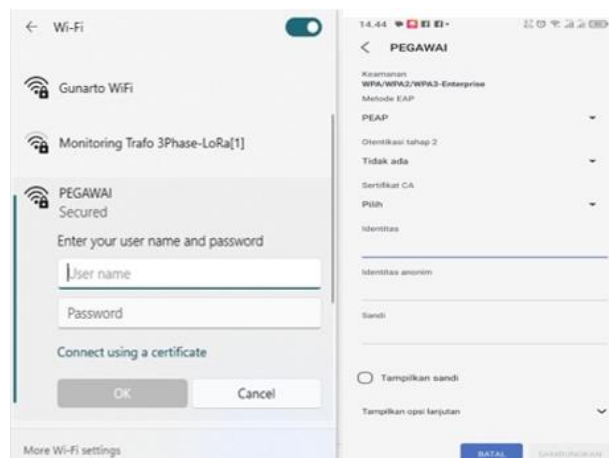 Wi-Fi
Gunarto WiFi
Monitoring Trafo 3Phase-LoRa[1]
PEGAWAI
Secured
Enter your user name and password
User name
Password
Connect using a certificate
OK
Cancel
More Wi-Fi settings
14.44
PEGAWAI
Keamanan
WPA/WPA2/WPA3-Enterprise
Metode EAP
PEAP
Otentikasi tahap 2
Tidak ada
Sertifikat CA
Pilih
Identitas
Identitas anonim
Sandi
Tampilkan sandi
Tampilkan opsi lanjutan
BATAL
SAMBUNGKAN